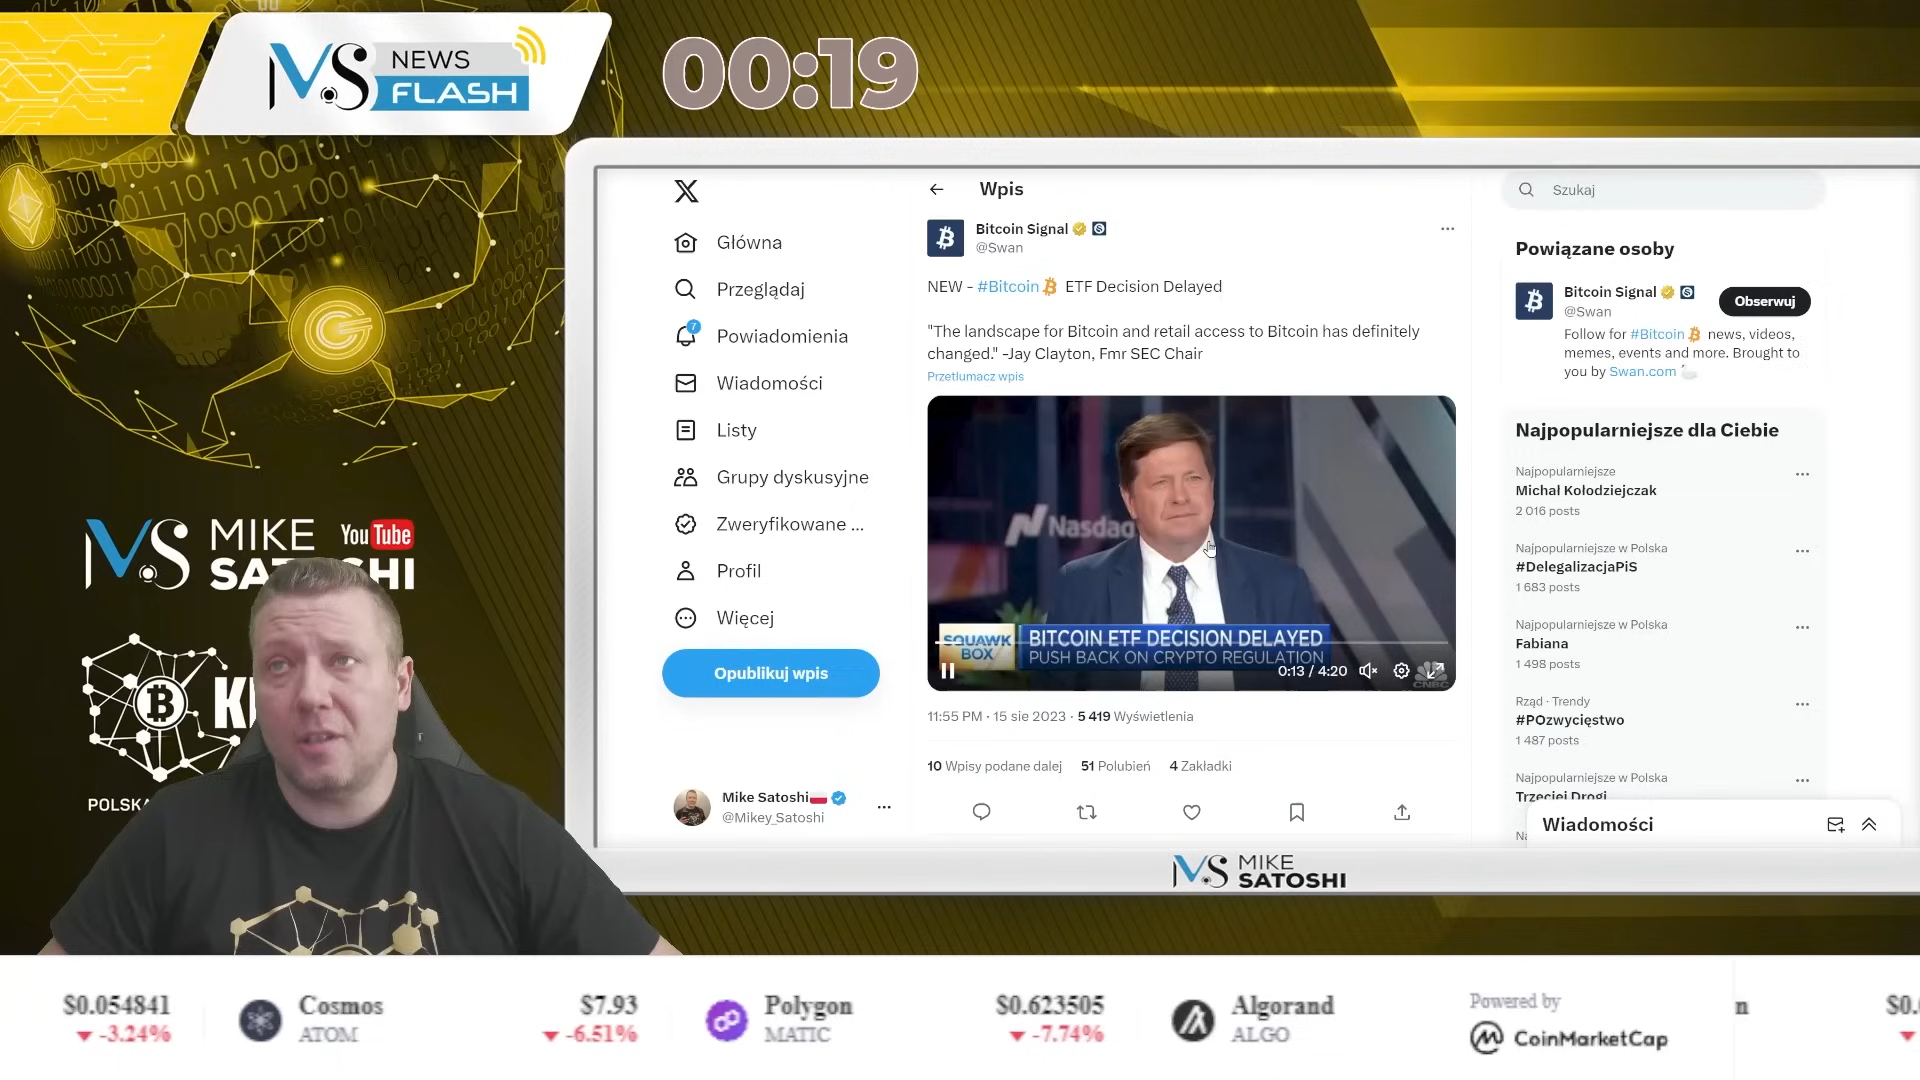 NEWS
FLASH
00:19
MIKE
YouTube
POLSKA
Główna
Przeglądaj
7
Powiadomienia
Wiadomości
Listy
Grupy dyskusyjne
Zweryfikowane ...
Profil
Więcej
Opublikuj wpis
Mike Satoshi
@Mikey_Satoshi
Wpis
Bitcoin Signal
@Swan
NEW - #Bitcoin ETF Decision Delayed
"The landscape for Bitcoin and retail access to Bitcoin has definitely
changed." -Jay Clayton, Fmr SEC Chair
Przetłumacz wpis
Nasdaq
SQUAWK
BOX
BITCOIN ETF DECISION DELAYED
PUSH BACK ON CRYPTO REGULATION
0:13 / 4:20
CNBC
11:55 PM · 15 sie 2023 · 5 419 Wyświetlenia
10 Wpisy podane dalej 51 Polubień 4 Zakładki
Szukaj
Powiązane osoby
Bitcoin Signal
@Swan
Obserwuj
Follow for #Bitcoin news, videos,
memes, events and more. Brought to
you by Swan.com
Najpopularniejsze dla Ciebie
Najpopularniejsze
Michał Kołodziejczak
2 016 posts
Najpopularniejsze w Polska
#DelegalizacjaPiS
1 683 posts
Najpopularniejsze w Polska
Fabiana
1 498 posts
Rząd · Trendy
#POzwycięstwo
1 487 posts
Najpopularniejsze w Polska
Trzeciej Drogi
Wiadomości
MIKE
SATOSHI
$0.054841
-3.24%
Cosmos
ATOM
$7.93
-6.51%
Polygon
MATIC
$0.623505
-7.74%
Algorand
ALGO
Powered by
CoinMarketCap